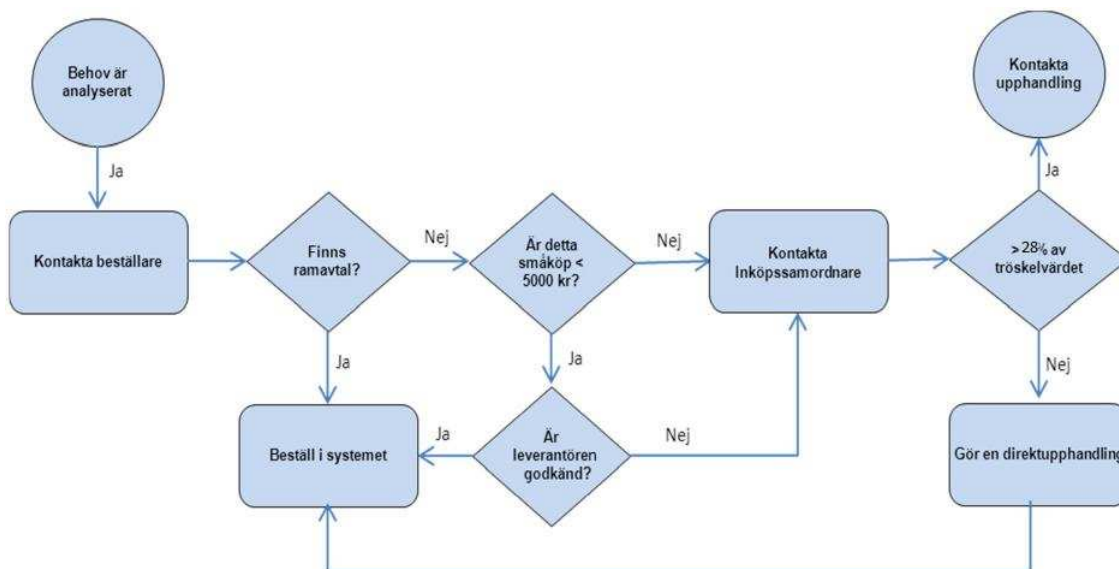 Behov är
analyserat
Ja
Kontakta beställare
Finns
ramavtal?
Nej
Är detta
småköp <
5000 kr?
Nej
Kontakta
Inköpssamordnare
> 28% av
tröskelvärdet
Ja
Kontakta
upphandling
Ja
Ja
Nej
Beställ i systemet
Ja
Är
leverantören
godkänd?
Nej
Gör en direktupphandling